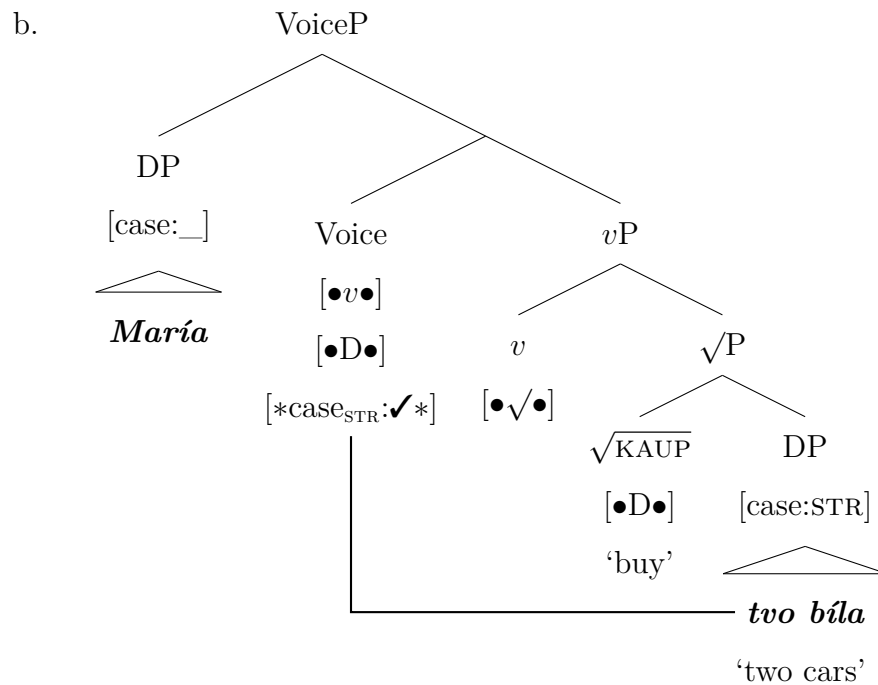 b.
VoiceP
DP
[case:_]
María
Voice
[●v●]
[●D●]
[*case_STR:✓*]
vP
v
[●√●]
√P
√KAUP
[●D●]
‘buy’
DP
[case:STR]
tvo bíla
‘two cars’